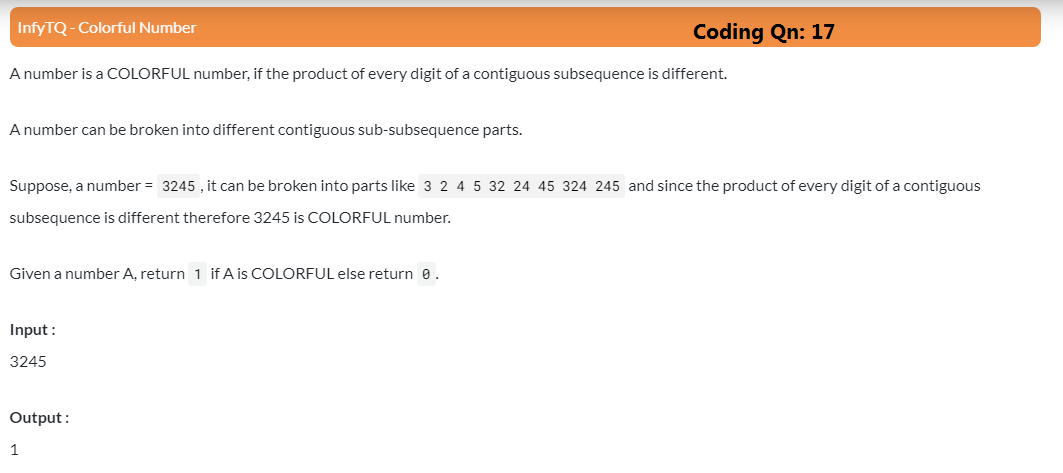 InfyTQ - Colorful Number
Coding Qn: 17
A number is a COLORFUL number, if the product of every digit of a contiguous subsequence is different.
A number can be broken into different contiguous sub-subsequence parts.
Suppose, a number = 3245 , it can be broken into parts like 3 2 4 5 32 24 45 324 245 and since the product of every digit of a contiguous
subsequence is different therefore 3245 is COLORFUL number.
Given a number A, return 1 if A is COLORFUL else return 0 .
Input :
3245
Output :
1